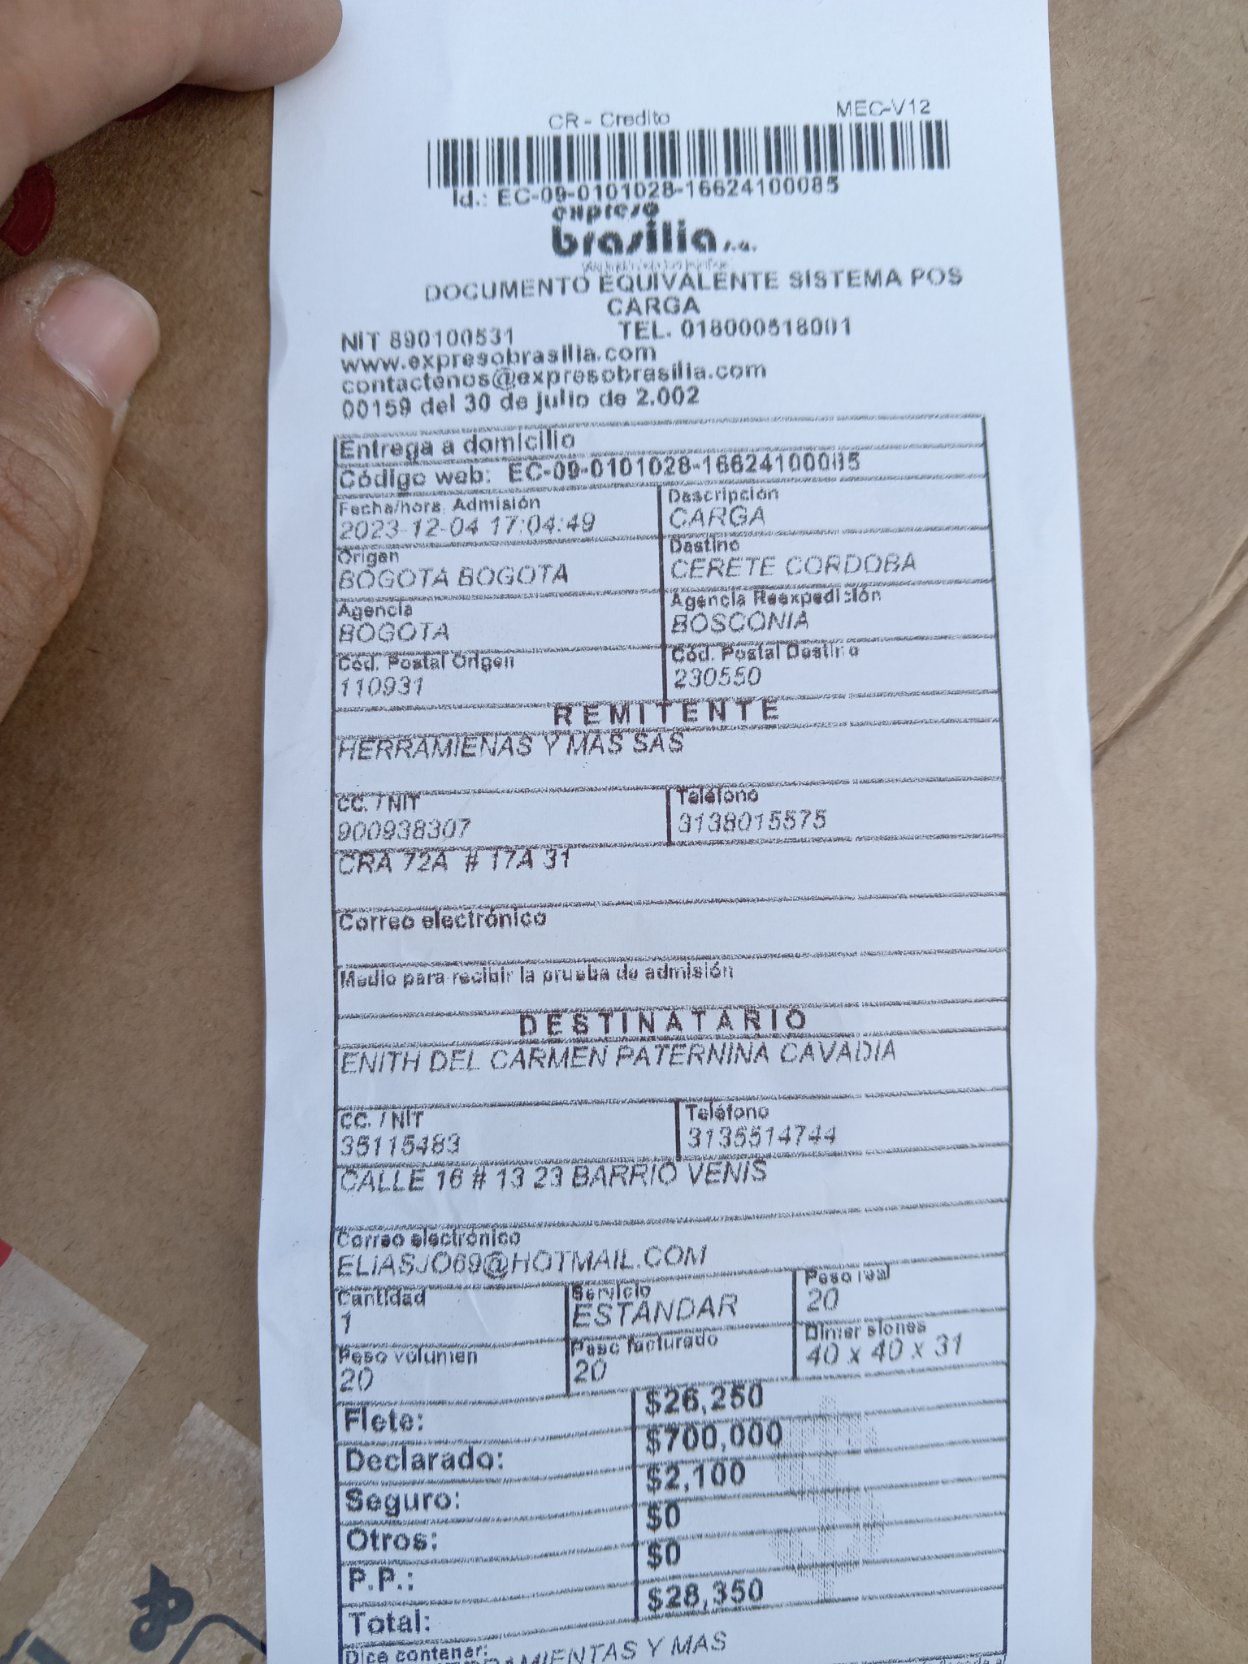 CR - Credito MEC-V12
Id.: EC-09-0101028-16624100085
expreso
brasilia s.a.
DOCUMENTO EQUIVALENTE SISTEMA POS
CARGA
NIT 890100531 TEL. 018000518001
www.expresobrasilia.com
contactenos@expresobrasilia.com
00159 del 30 de julio de 2.002
Entrega a domicilio
Código web: EC-09-0101028-16624100085
Fecha/hora Admisión Descripción
2023-12-04 17:04:49 CARGA
Origen Destino
BOGOTA BOGOTA CERETE CORDOBA
Agencia Agencia Reexpedición
BOGOTA BOSCONIA
Cód. Postal Origen Cód. Postal Destino
110931 230550
REMITENTE
HERRAMIENAS Y MAS SAS
CC. / NIT Teléfono
900938307 3138015575
CRA 72A # 17A 31
Correo electrónico
Medio para recibir la prueba de admisión
DESTINATARIO
ENITH DEL CARMEN PATERNINA CAVADIA
CC. / NIT Teléfono
35115483 3135514744
CALLE 16 # 13 23 BARRIO VENIS
Correo electrónico
ELIASJO69@HOTMAIL.COM
Cantidad Servicio Peso real
1 ESTANDAR 20
Peso volumen Peso facturado Dimensiones
20 20 40 x 40 x 31
Flete: $26,250
Declarado: $700,000
Seguro: $2,100
Otros: $0
P.P.: $0
Total: $28,350
Dice contener:
Y MAS